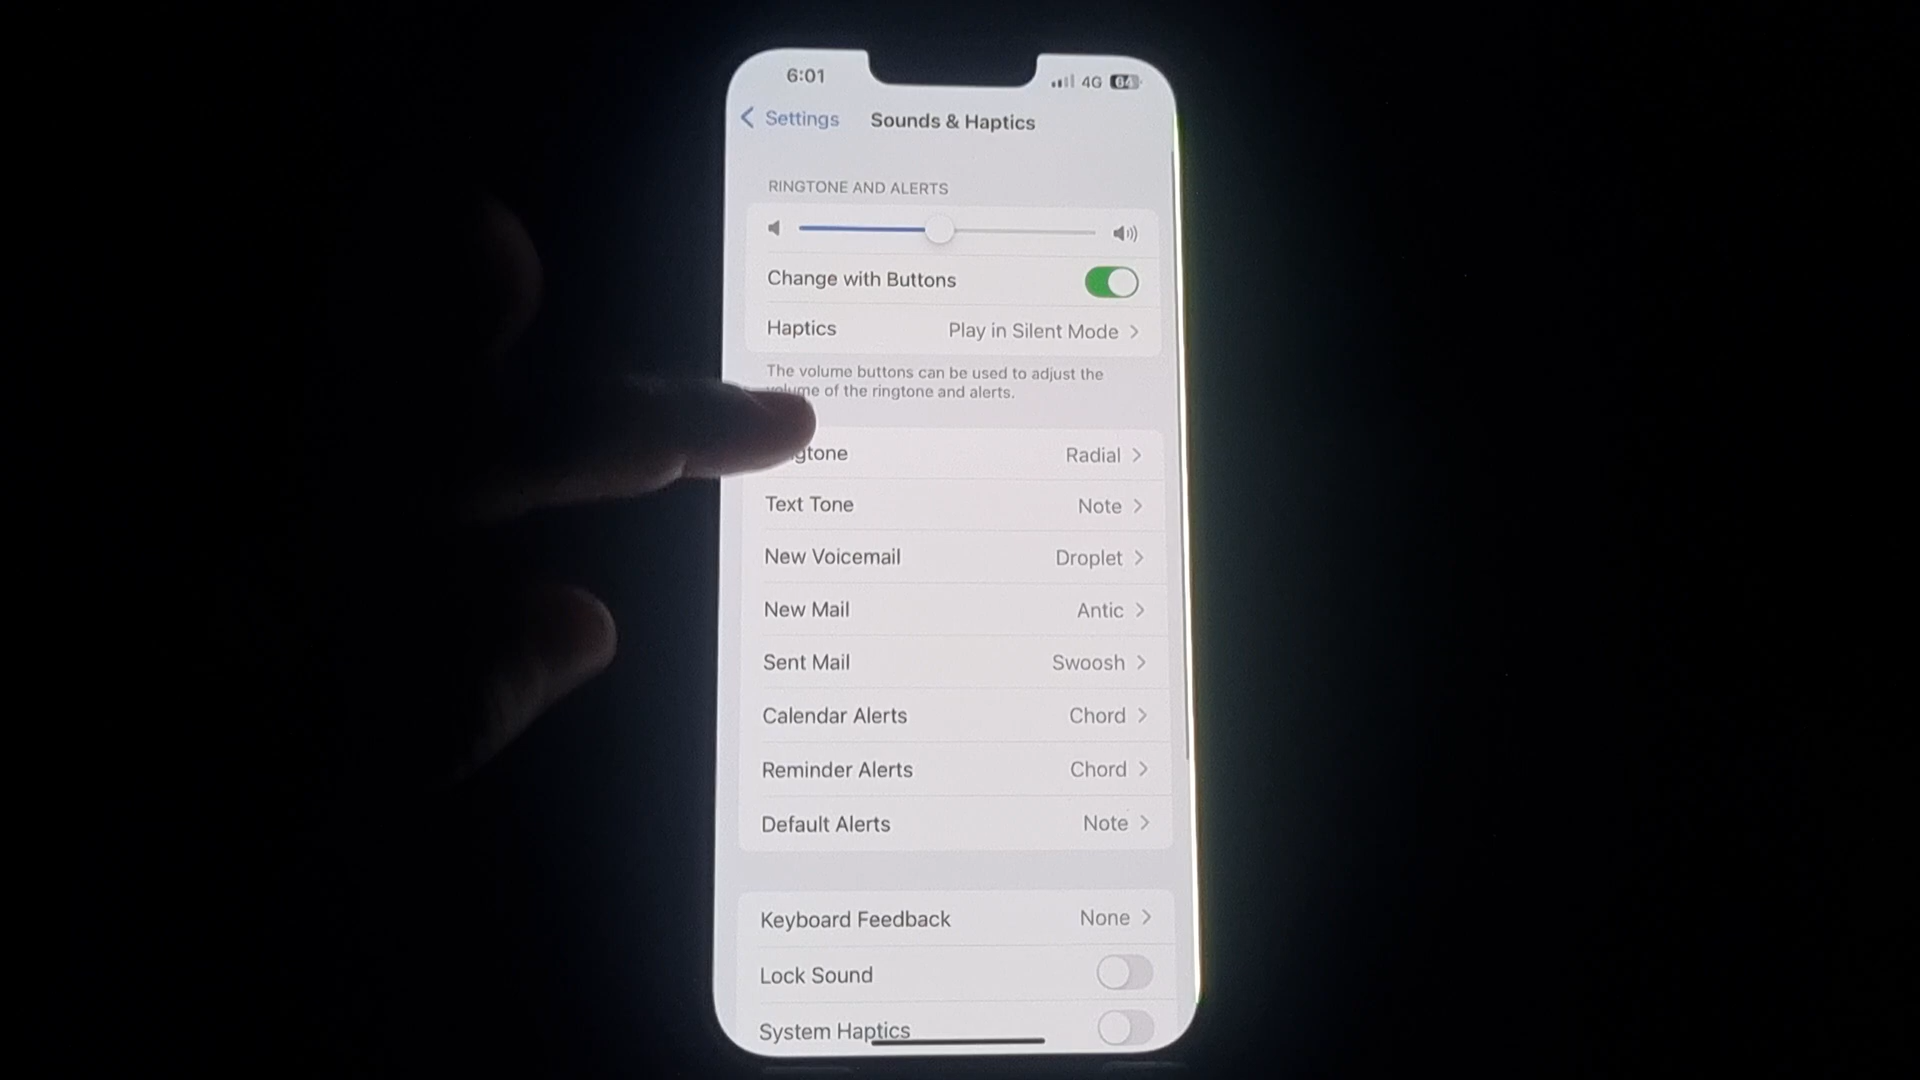 6:01 4G 64
Settings Sounds & Haptics
RINGTONE AND ALERTS
Change with Buttons
Haptics Play in Silent Mode
The volume buttons can be used to adjust the
volume of the ringtone and alerts.
gtone Radial
Text Tone Note
New Voicemail Droplet
New Mail Antic
Sent Mail Swoosh
Calendar Alerts Chord
Reminder Alerts Chord
Default Alerts Note
Keyboard Feedback None
Lock Sound
System Haptics